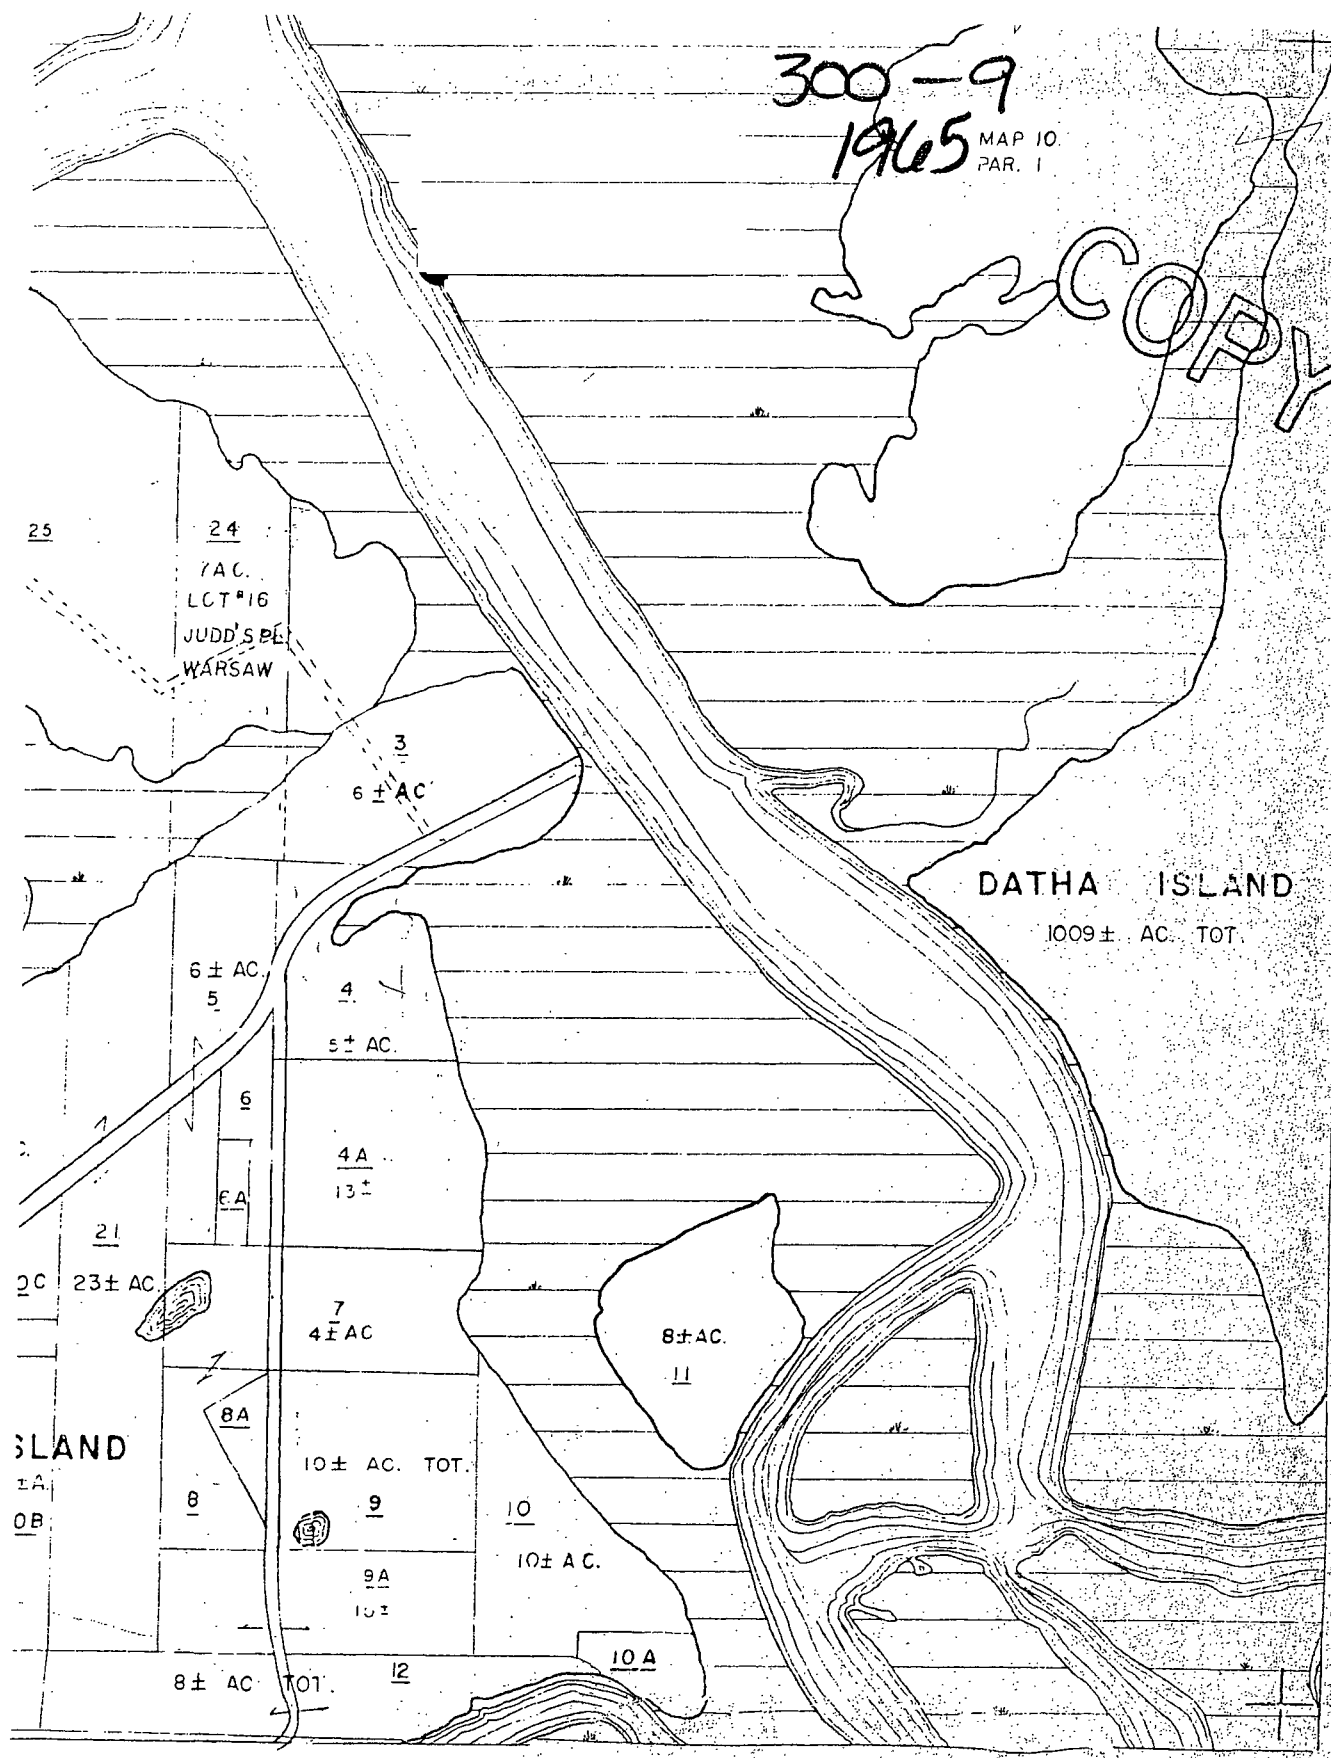 300-9
1965
MAP 10
PAR. 1
COPY
25
24
7AC.
LOT #16
JUDD'S PL
WARSAW
3
6 ± AC
DATHA ISLAND
1009± AC. TOT.
6 ± AC.
5
4
5± AC.
6
4A
13±
6A
21
23± AC
7
4± AC
8± AC.
11
8A
SLAND
10± AC. TOT.
8
9
0B
10
10± AC.
9A
10±
10A
8± AC TOT.
12